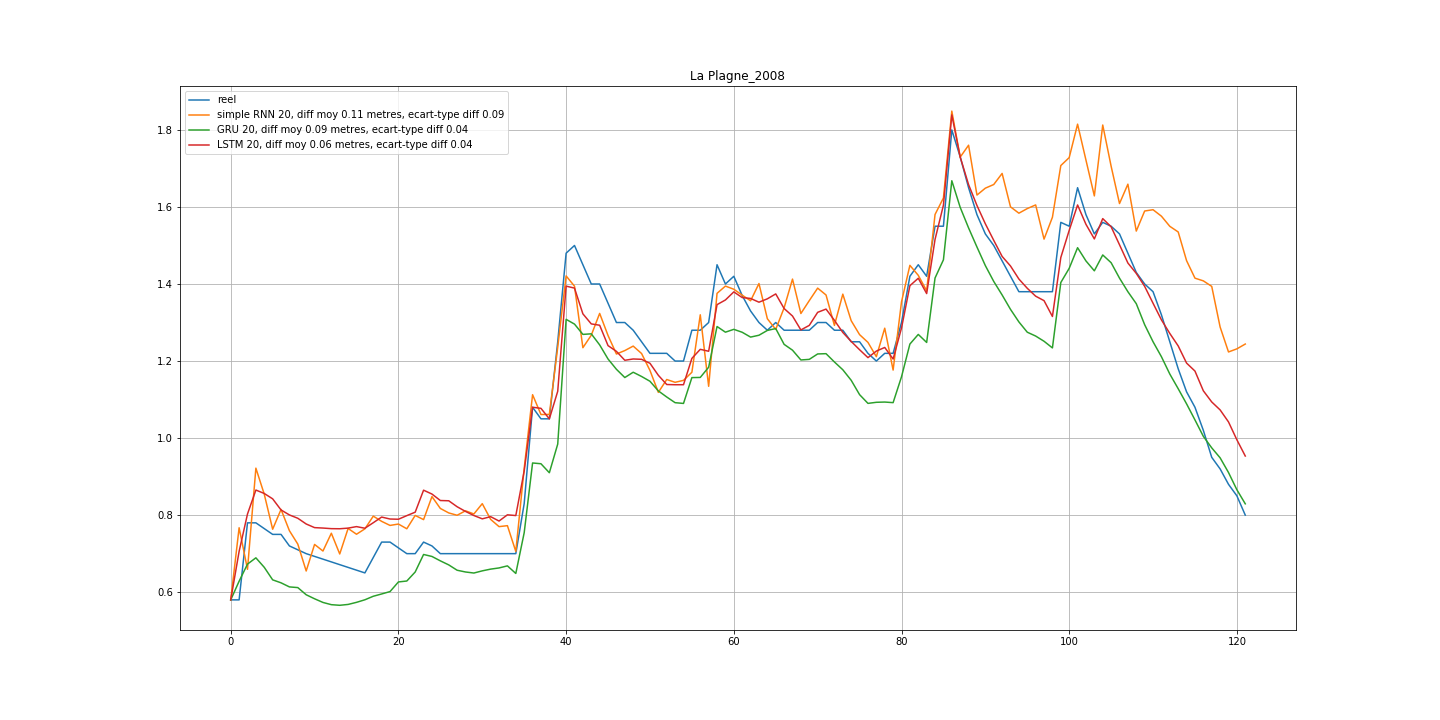 La Plagne_2008
reel
simple RNN 20, diff moy 0.11 metres, ecart-type diff 0.09
GRU 20, diff moy 0.09 metres, ecart-type diff 0.04
LSTM 20, diff moy 0.06 metres, ecart-type diff 0.04
1.8
1.6
1.4
1.2
1.0
0.8
0.6
0 20 40 60 80 100 120